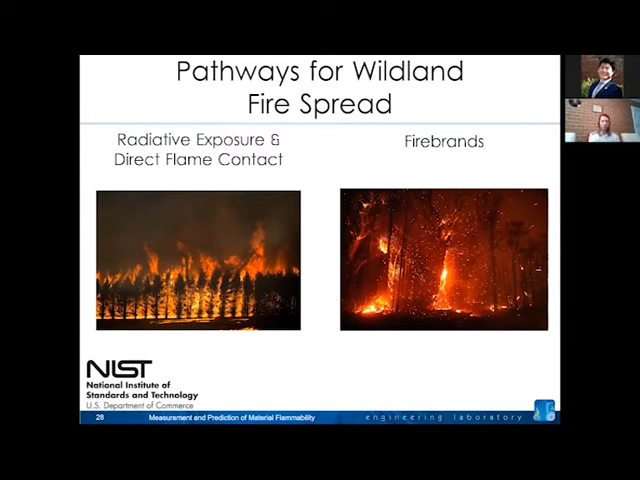 Pathways for Wildland
Fire Spread
Radiative Exposure &
Direct Flame Contact
Firebrands
NIST
National Institute of
Standards and Technology
U.S. Department of Commerce
28
Measurement and Prediction of Material Flammability
engineering laboratory